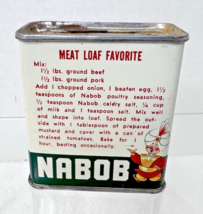 MEAT LOAF FAVORITE
Mix:
1½ lbs. ground beef
1½ lbs. ground pork
Add 1 chopped onion, 1 beaten egg, 1½
teaspoons of Nabob poultry seasoning,
½ teaspoon Nabob celery salt, ¼ cup
of milk and 1 teaspoon salt. Mix well
and shape into loaf. Spread the out-
side with 1 tablespoon of prepared
mustard and cover with a can of
strained tomatoes. Bake for 1
hour, basting occasionally.
NABOB